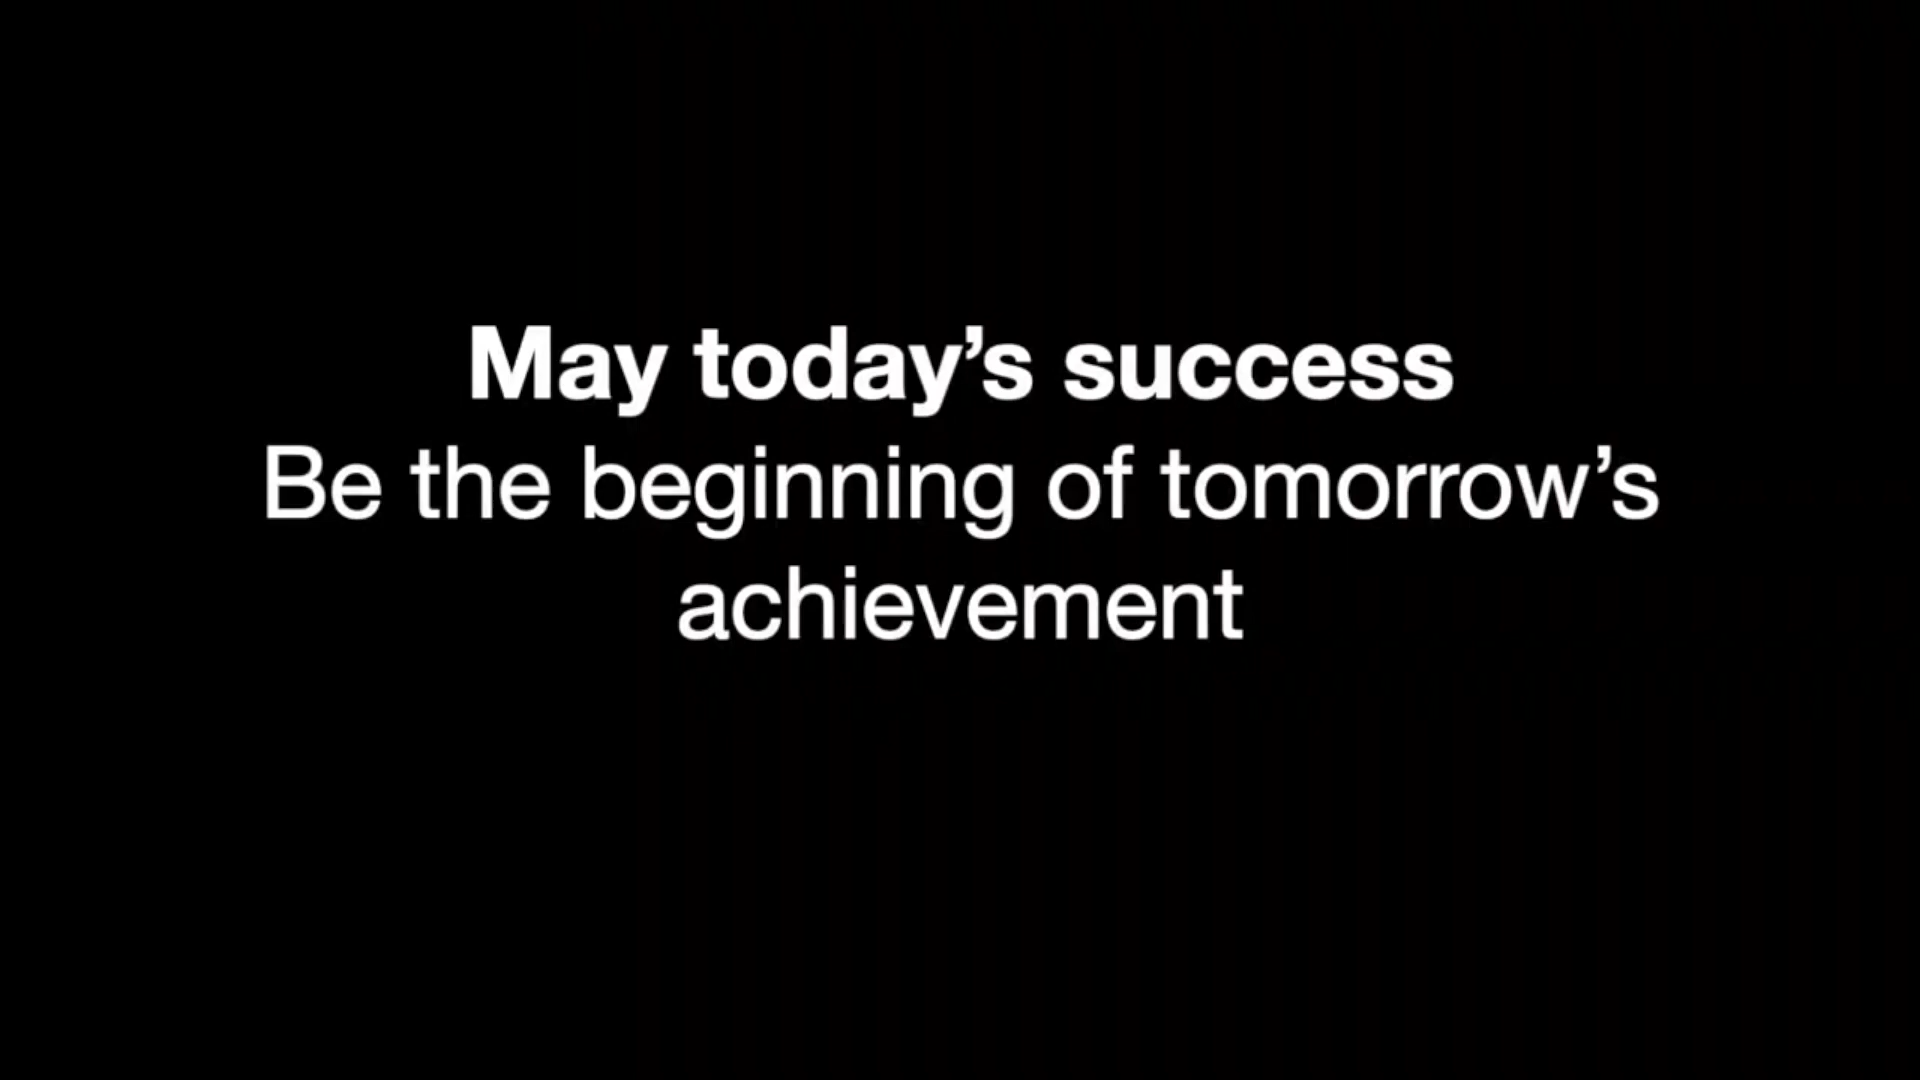 May today’s success
Be the beginning of tomorrow’s
achievement